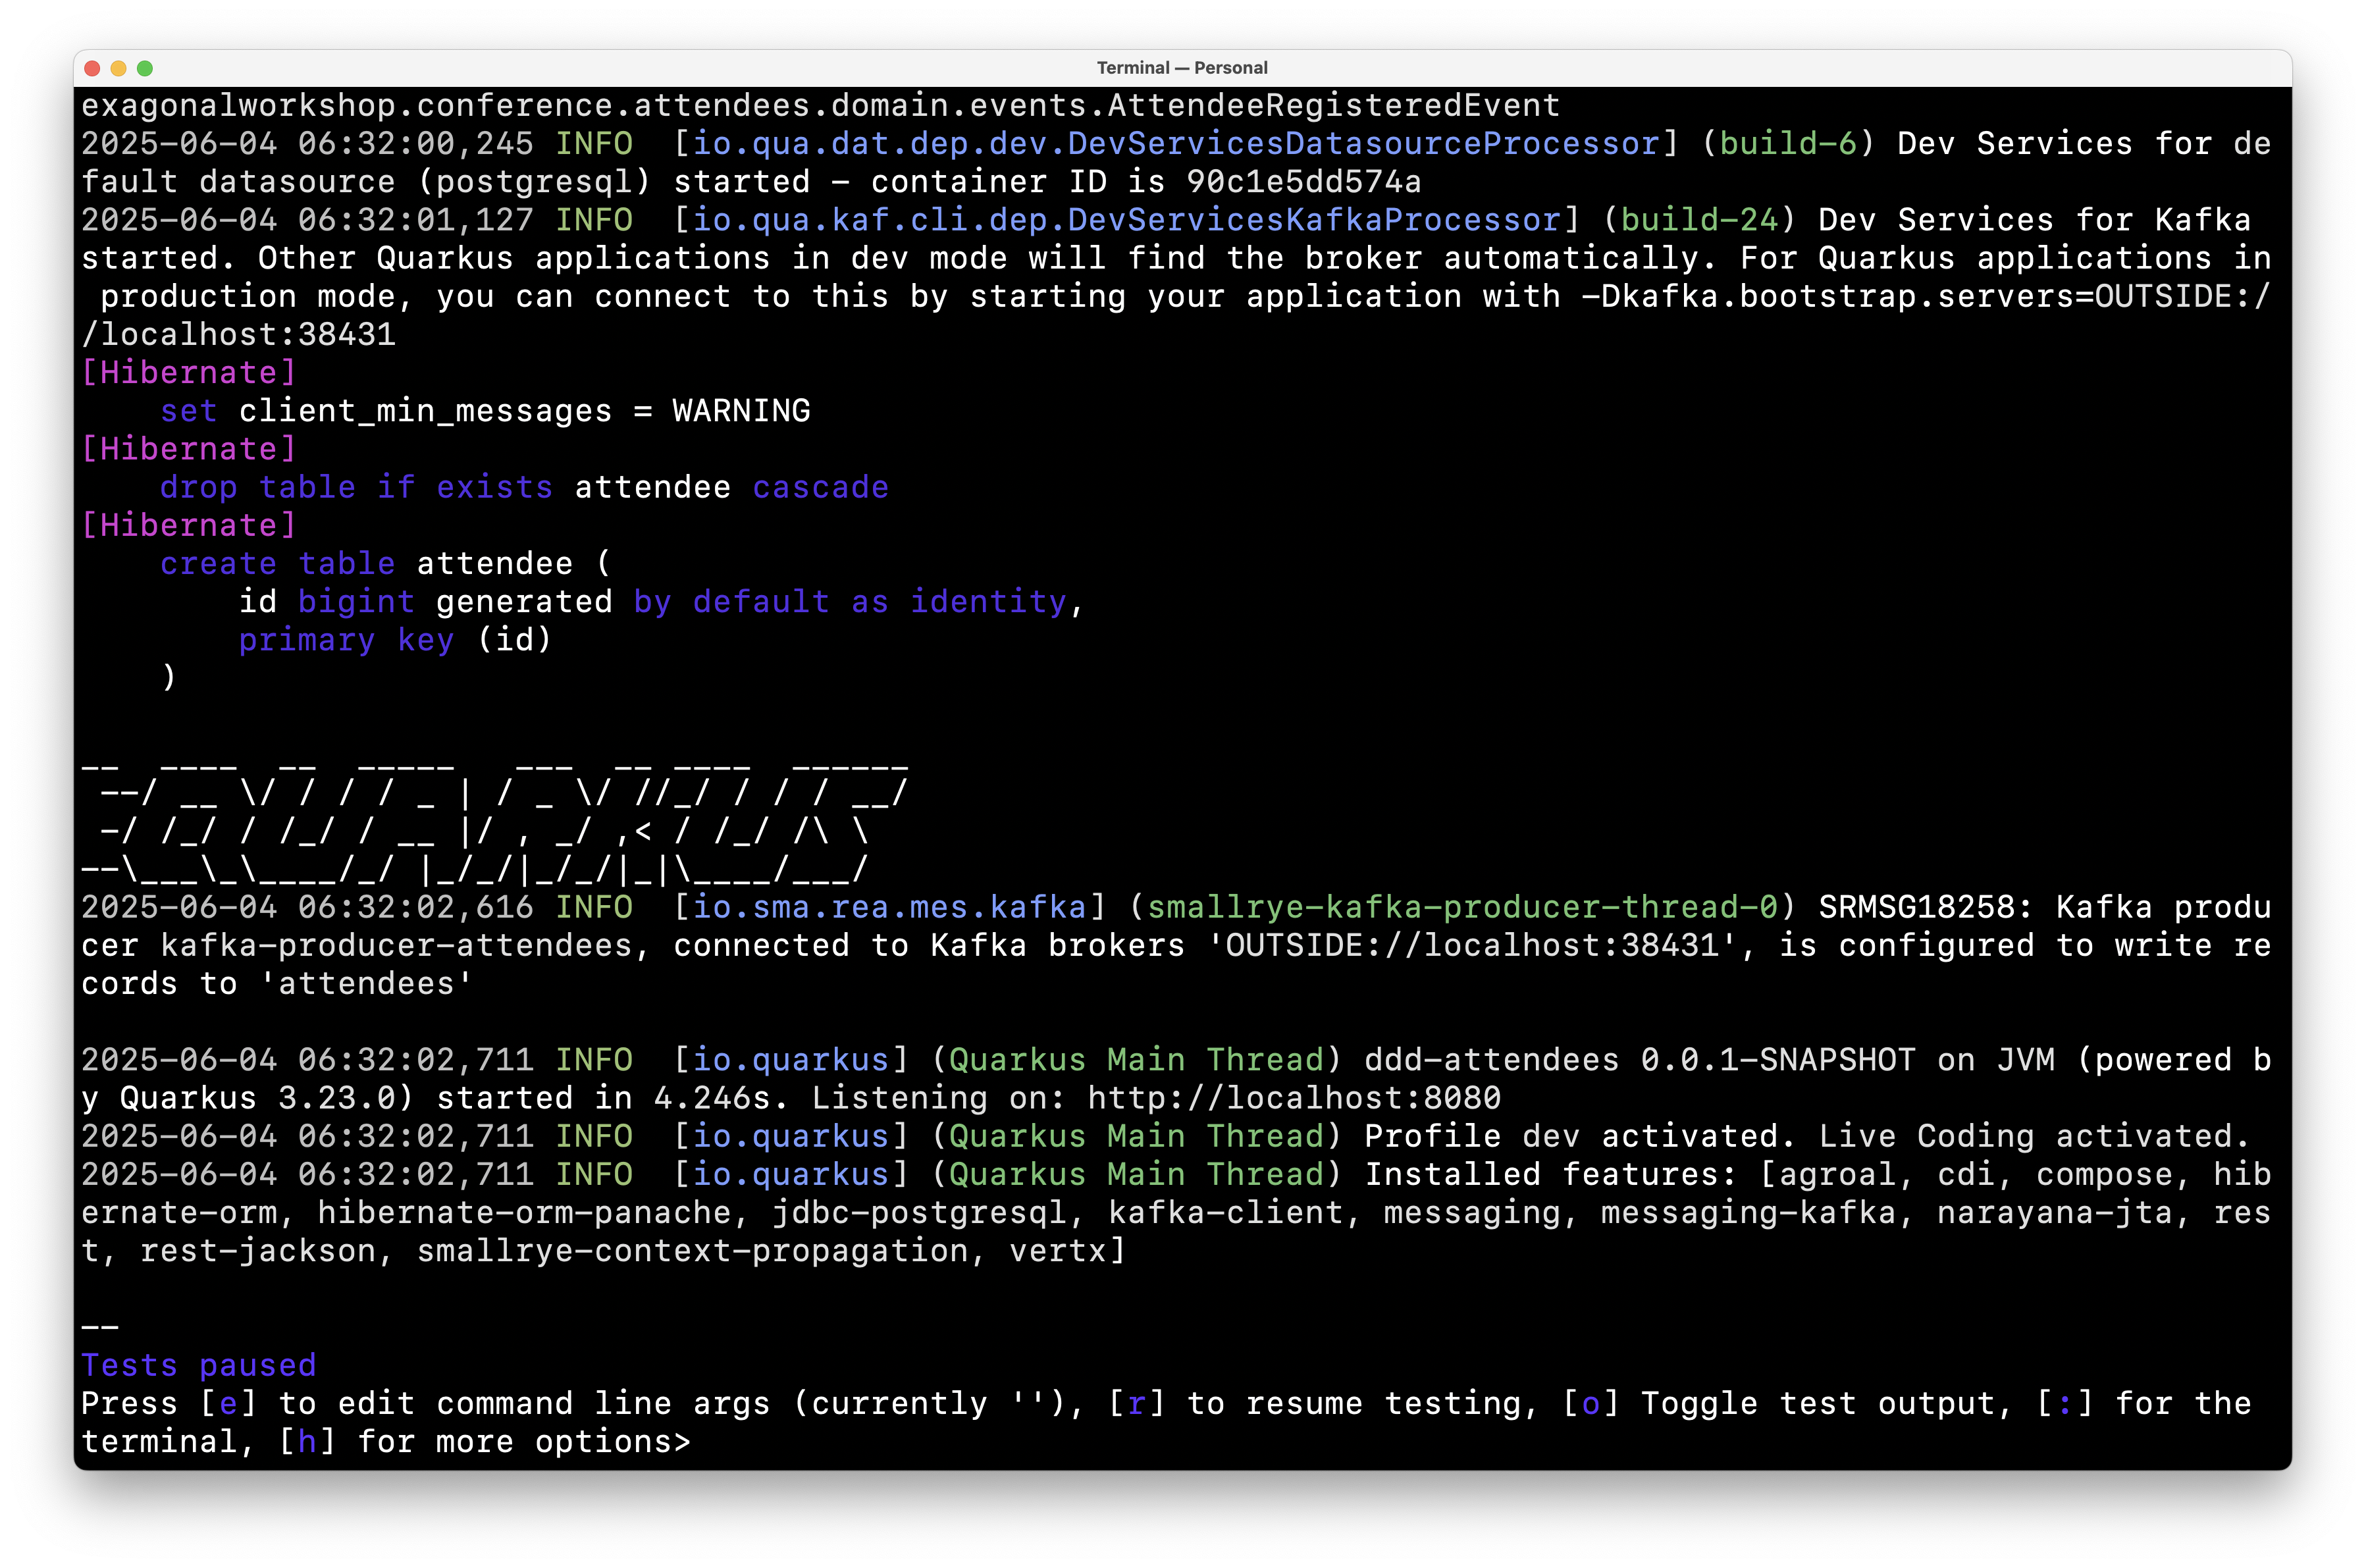 Terminal — Personal
exagonalworkshop.conference.attendees.domain.events.AttendeeRegisteredEvent
2025-06-04 06:32:00,245 INFO  [io.qua.dat.dep.dev.DevServicesDatasourceProcessor] (build-6) Dev Services for de
fault datasource (postgresql) started - container ID is 90c1e5dd574a
2025-06-04 06:32:01,127 INFO  [io.qua.kaf.cli.dep.DevServicesKafkaProcessor] (build-24) Dev Services for Kafka
started. Other Quarkus applications in dev mode will find the broker automatically. For Quarkus applications in
 production mode, you can connect to this by starting your application with -Dkafka.bootstrap.servers=OUTSIDE:/
/localhost:38431
[Hibernate]
    set client_min_messages = WARNING
[Hibernate]
    drop table if exists attendee cascade
[Hibernate]
    create table attendee (
        id bigint generated by default as identity,
        primary key (id)
    )
__  ____  __  _____   ___  __ ____  ______
 --/ __ \/ / / / _ | / _ \/ //_/ / / / __/
 -/ /_/ / /_/ / __ |/ , _/ ,< / /_/ /\ \
--\___\_\____/_/ |_/_/|_/_/|_|\____/___/
2025-06-04 06:32:02,616 INFO  [io.sma.rea.mes.kafka] (smallrye-kafka-producer-thread-0) SRMSG18258: Kafka produ
cer kafka-producer-attendees, connected to Kafka brokers 'OUTSIDE://localhost:38431', is configured to write re
cords to 'attendees'
2025-06-04 06:32:02,711 INFO  [io.quarkus] (Quarkus Main Thread) ddd-attendees 0.0.1-SNAPSHOT on JVM (powered b
y Quarkus 3.23.0) started in 4.246s. Listening on: http://localhost:8080
2025-06-04 06:32:02,711 INFO  [io.quarkus] (Quarkus Main Thread) Profile dev activated. Live Coding activated.
2025-06-04 06:32:02,711 INFO  [io.quarkus] (Quarkus Main Thread) Installed features: [agroal, cdi, compose, hib
ernate-orm, hibernate-orm-panache, jdbc-postgresql, kafka-client, messaging, messaging-kafka, narayana-jta, res
t, rest-jackson, smallrye-context-propagation, vertx]
--
Tests paused
Press [e] to edit command line args (currently ''), [r] to resume testing, [o] Toggle test output, [:] for the
terminal, [h] for more options>